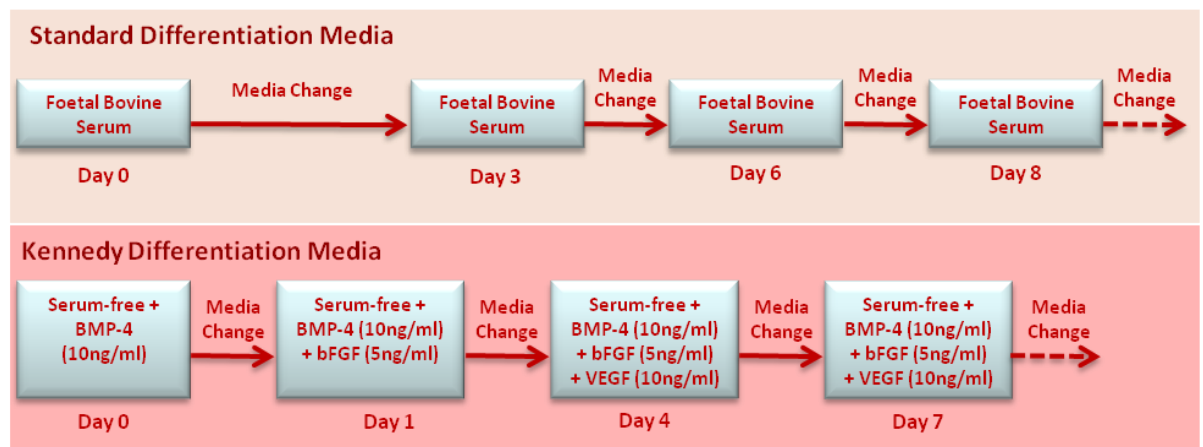 Standard Differentiation Media
Foetal Bovine
Serum
Media Change
Foetal Bovine
Serum
Media
Change
Foetal Bovine
Serum
Media
Change
Foetal Bovine
Serum
Media
Change
Day 0
Day 3
Day 6
Day 8
Kennedy Differentiation Media
Serum-free +
BMP-4
(10ng/ml)
Media
Change
Serum-free +
BMP-4 (10ng/ml)
+ bFGF (5ng/ml)
Media
Change
Serum-free +
BMP-4 (10ng/ml)
+ bFGF (5ng/ml)
+ VEGF (10ng/ml)
Media
Change
Serum-free +
BMP-4 (10ng/ml)
+ bFGF (5ng/ml)
+ VEGF (10ng/ml)
Media
Change
Day 0
Day 1
Day 4
Day 7